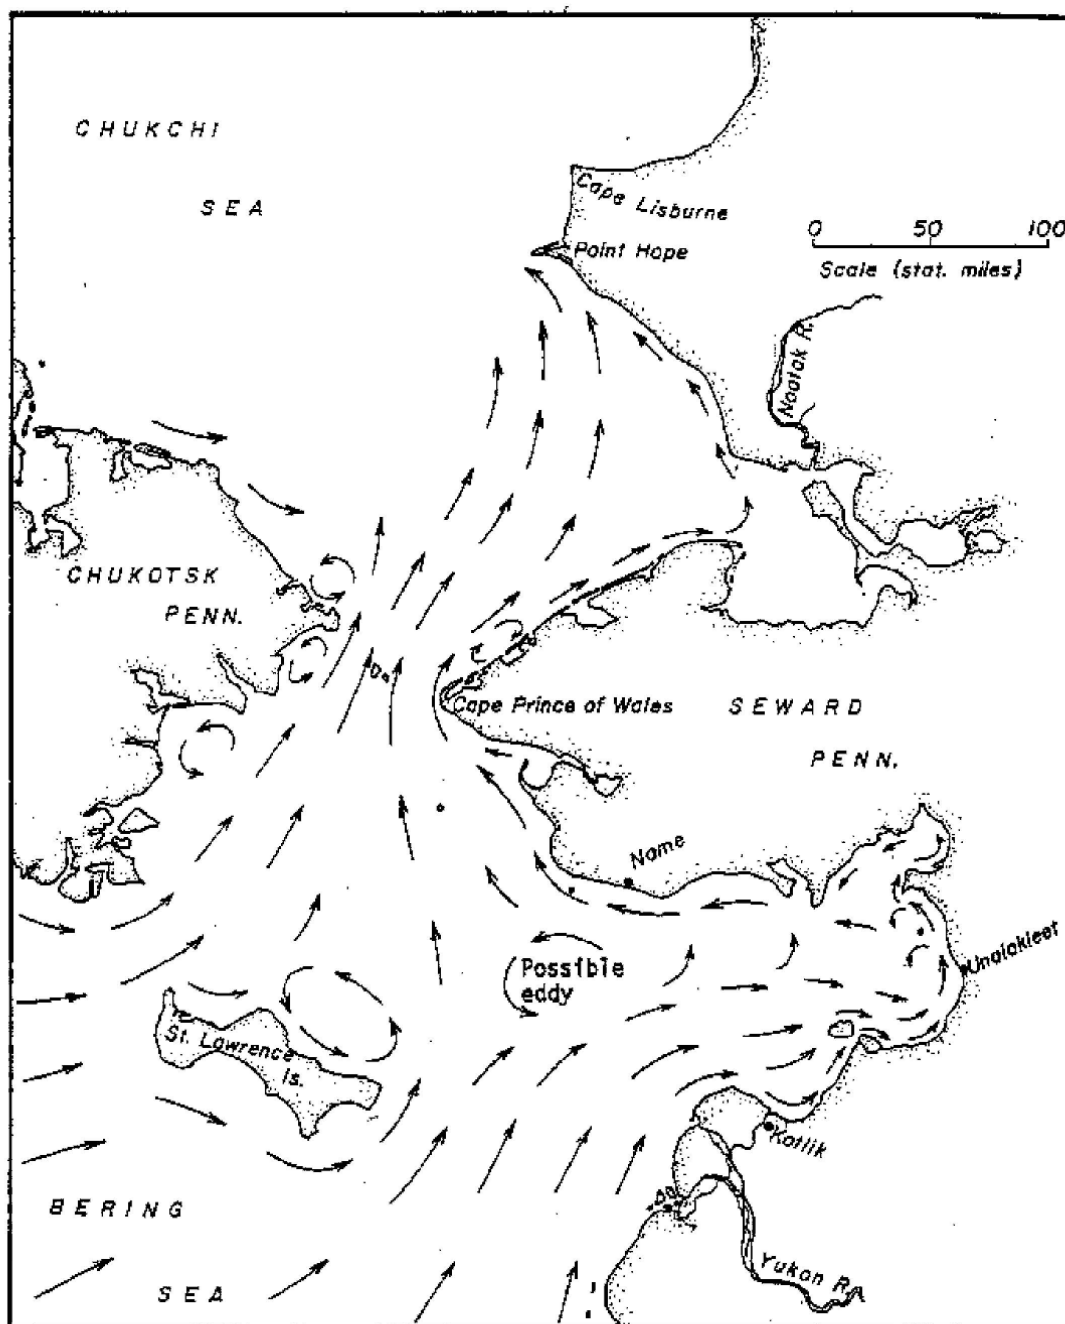 CHUKCHI
SEA
Cape Lisburne
Point Hope
0 50 100
Scale (stat. miles)
Noatak R.
CHUKOTSK
PENN.
Cape Prince of Wales
SEWARD
PENN.
Nome
Unalakleet
Possible
eddy
St. Lawrence
Is.
Kotlik
BERING
SEA
Yukon R.